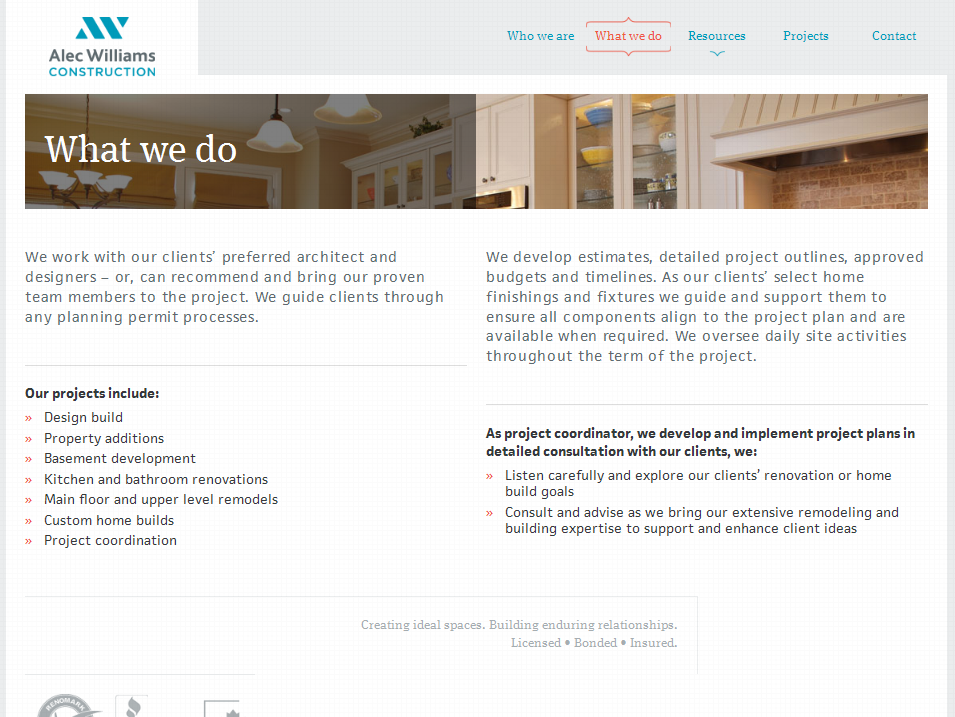 Alec Williams
CONSTRUCTION
Who we are
What we do
Resources
Projects
Contact
What we do
We work with our clients’ preferred architect and
designers – or, can recommend and bring our proven
team members to the project. We guide clients through
any planning permit processes.
Our projects include:
» Design build
» Property additions
» Basement development
» Kitchen and bathroom renovations
» Main floor and upper level remodels
» Custom home builds
» Project coordination
We develop estimates, detailed project outlines, approved
budgets and timelines. As our clients’ select home
finishings and fixtures we guide and support them to
ensure all components align to the project plan and are
available when required. We oversee daily site activities
throughout the term of the project.
As project coordinator, we develop and implement project plans in
detailed consultation with our clients, we:
» Listen carefully and explore our clients’ renovation or home
build goals
» Consult and advise as we bring our extensive remodeling and
building expertise to support and enhance client ideas
Creating ideal spaces. Building enduring relationships.
Licensed • Bonded • Insured.
RENOMARK